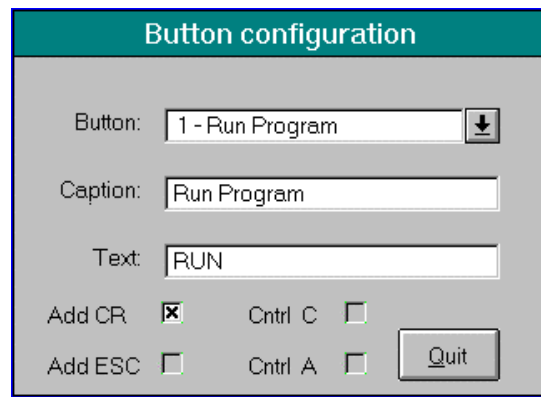 Button configuration
Button: 1 - Run Program
Caption: Run Program
Text: RUN
Add CR Cntrl C
Add ESC Cntrl A Quit